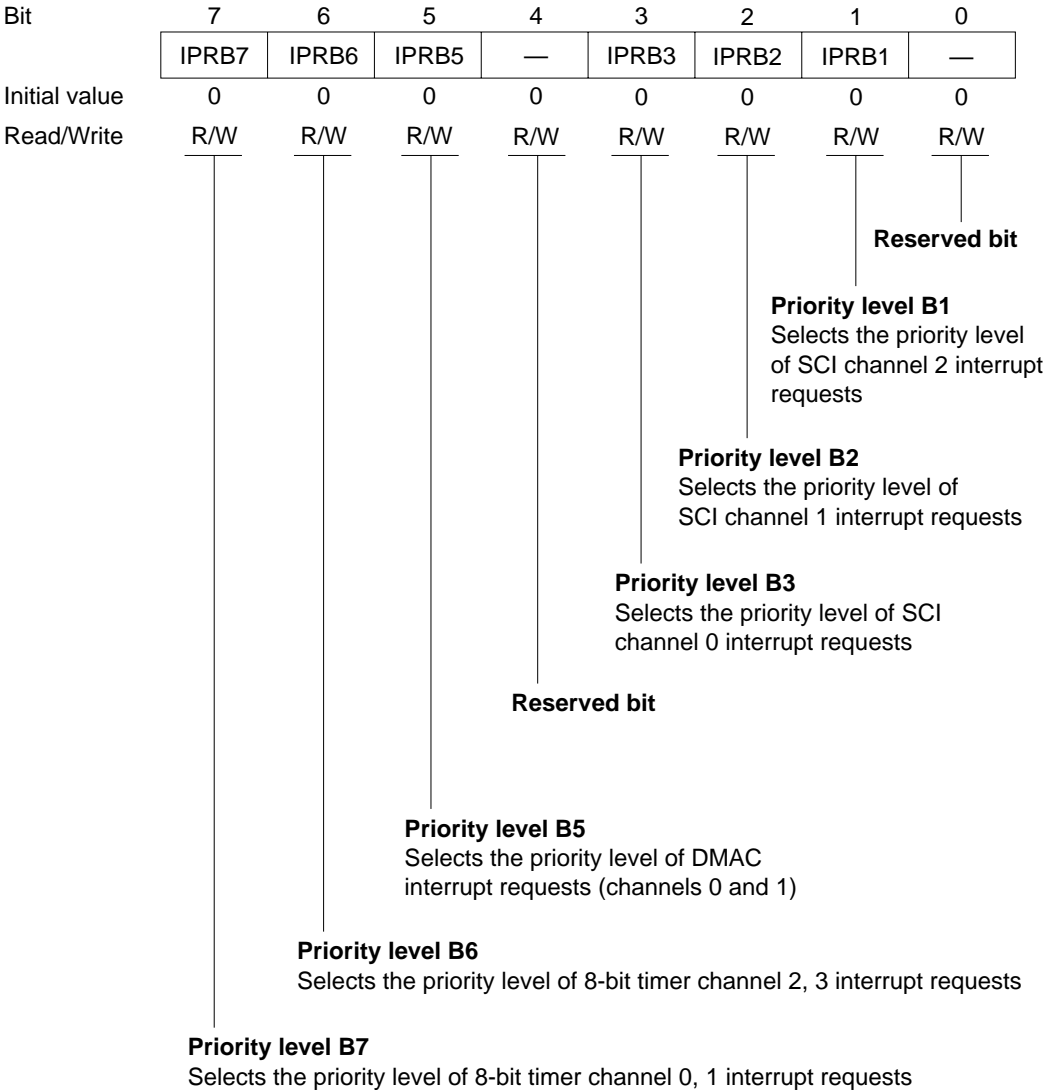 Bit 7 6 5 4 3 2 1 0
IPRB7 IPRB6 IPRB5 — IPRB3 IPRB2 IPRB1 —
Initial value 0 0 0 0 0 0 0 0
Read/Write R/W R/W R/W R/W R/W R/W R/W R/W
Reserved bit
Priority level B1
Selects the priority level
of SCI channel 2 interrupt
requests
Priority level B2
Selects the priority level of
SCI channel 1 interrupt requests
Priority level B3
Selects the priority level of SCI
channel 0 interrupt requests
Reserved bit
Priority level B5
Selects the priority level of DMAC
interrupt requests (channels 0 and 1)
Priority level B6
Selects the priority level of 8-bit timer channel 2, 3 interrupt requests
Priority level B7
Selects the priority level of 8-bit timer channel 0, 1 interrupt requests